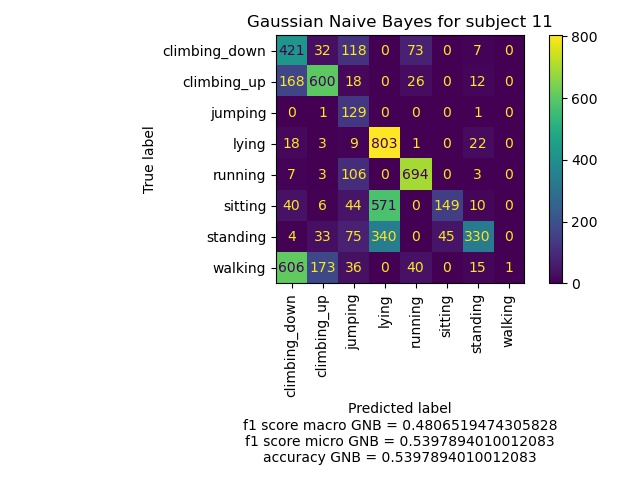 Gaussian Naive Bayes for subject 11
True label
climbing_down 421 32 118 0 73 0 7 0
climbing_up 168 600 18 0 26 0 12 0
jumping 0 1 129 0 0 0 1 0
lying 18 3 9 803 1 0 22 0
running 7 3 106 0 694 0 3 0
sitting 40 6 44 571 0 149 10 0
standing 4 33 75 340 0 45 330 0
walking 606 173 36 0 40 0 15 1
climbing_down climbing_up jumping lying running sitting standing walking
Predicted label
800
600
400
200
0
f1 score macro GNB = 0.4806519474305828
f1 score micro GNB = 0.5397894010012083
accuracy GNB = 0.5397894010012083